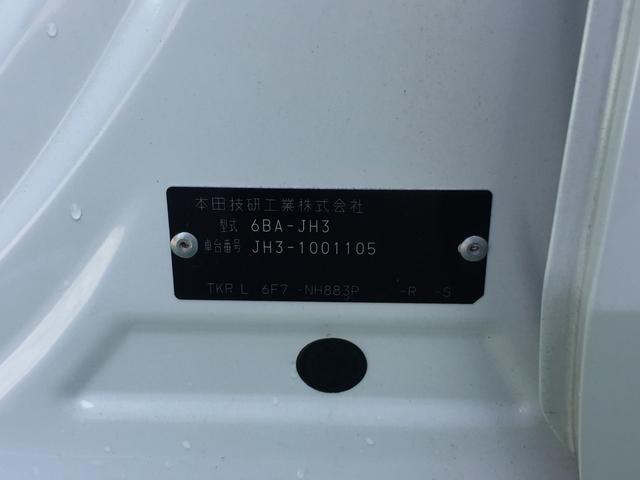 本田技研工業株式会社
型式 6BA-JH3
車台番号 JH3-1001105
TKR L 6F7 -NH883P -R -S